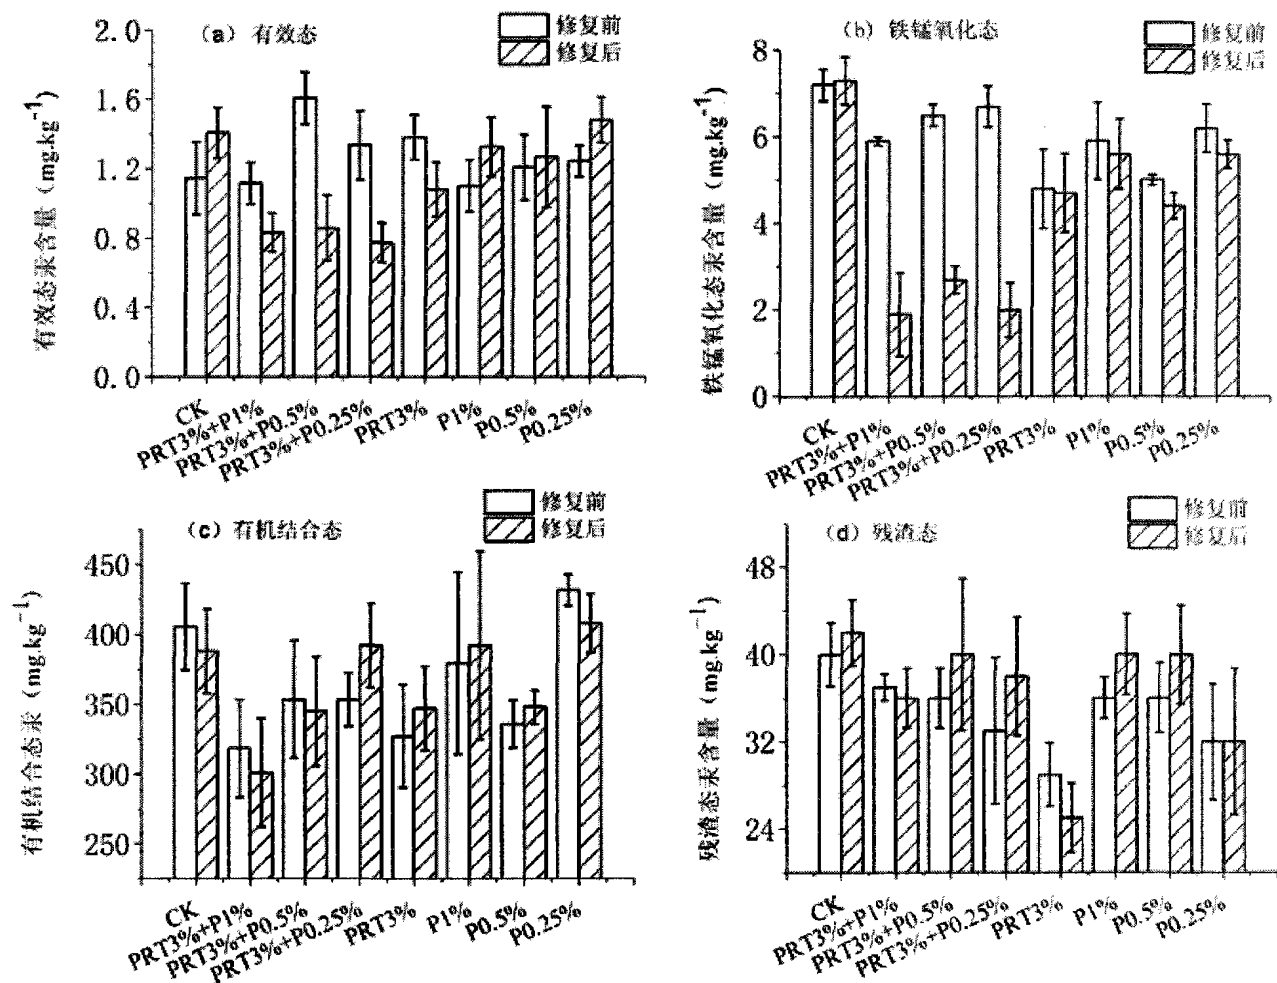 (a) 有效态
修复前
修复后
有效态汞含量 (mg.kg⁻¹)
2.0
1.6
1.2
0.8
0.4
0.0
CK
PRT3%+P1%
PRT3%+P0.5%
PRT3%+P0.25%
PRT3%
P1%
P0.5%
P0.25%
(b) 铁锰氧化态
修复前
修复后
铁锰氧化态汞含量 (mg.kg⁻¹)
8
6
4
2
0
CK
PRT3%+P1%
PRT3%+P0.5%
PRT3%+P0.25%
PRT3%
P1%
P0.5%
P0.25%
(c) 有机结合态
修复前
修复后
有机结合态汞 (mg.kg⁻¹)
450
400
350
300
250
CK
PRT3%+P1%
PRT3%+P0.5%
PRT3%+P0.25%
PRT3%
P1%
P0.5%
P0.25%
(d) 残渣态
修复前
修复后
残渣态汞含量 (mg.kg⁻¹)
48
40
32
24
CK
PRT3%+P1%
PRT3%+P0.5%
PRT3%+P0.25%
PRT3%
P1%
P0.5%
P0.25%